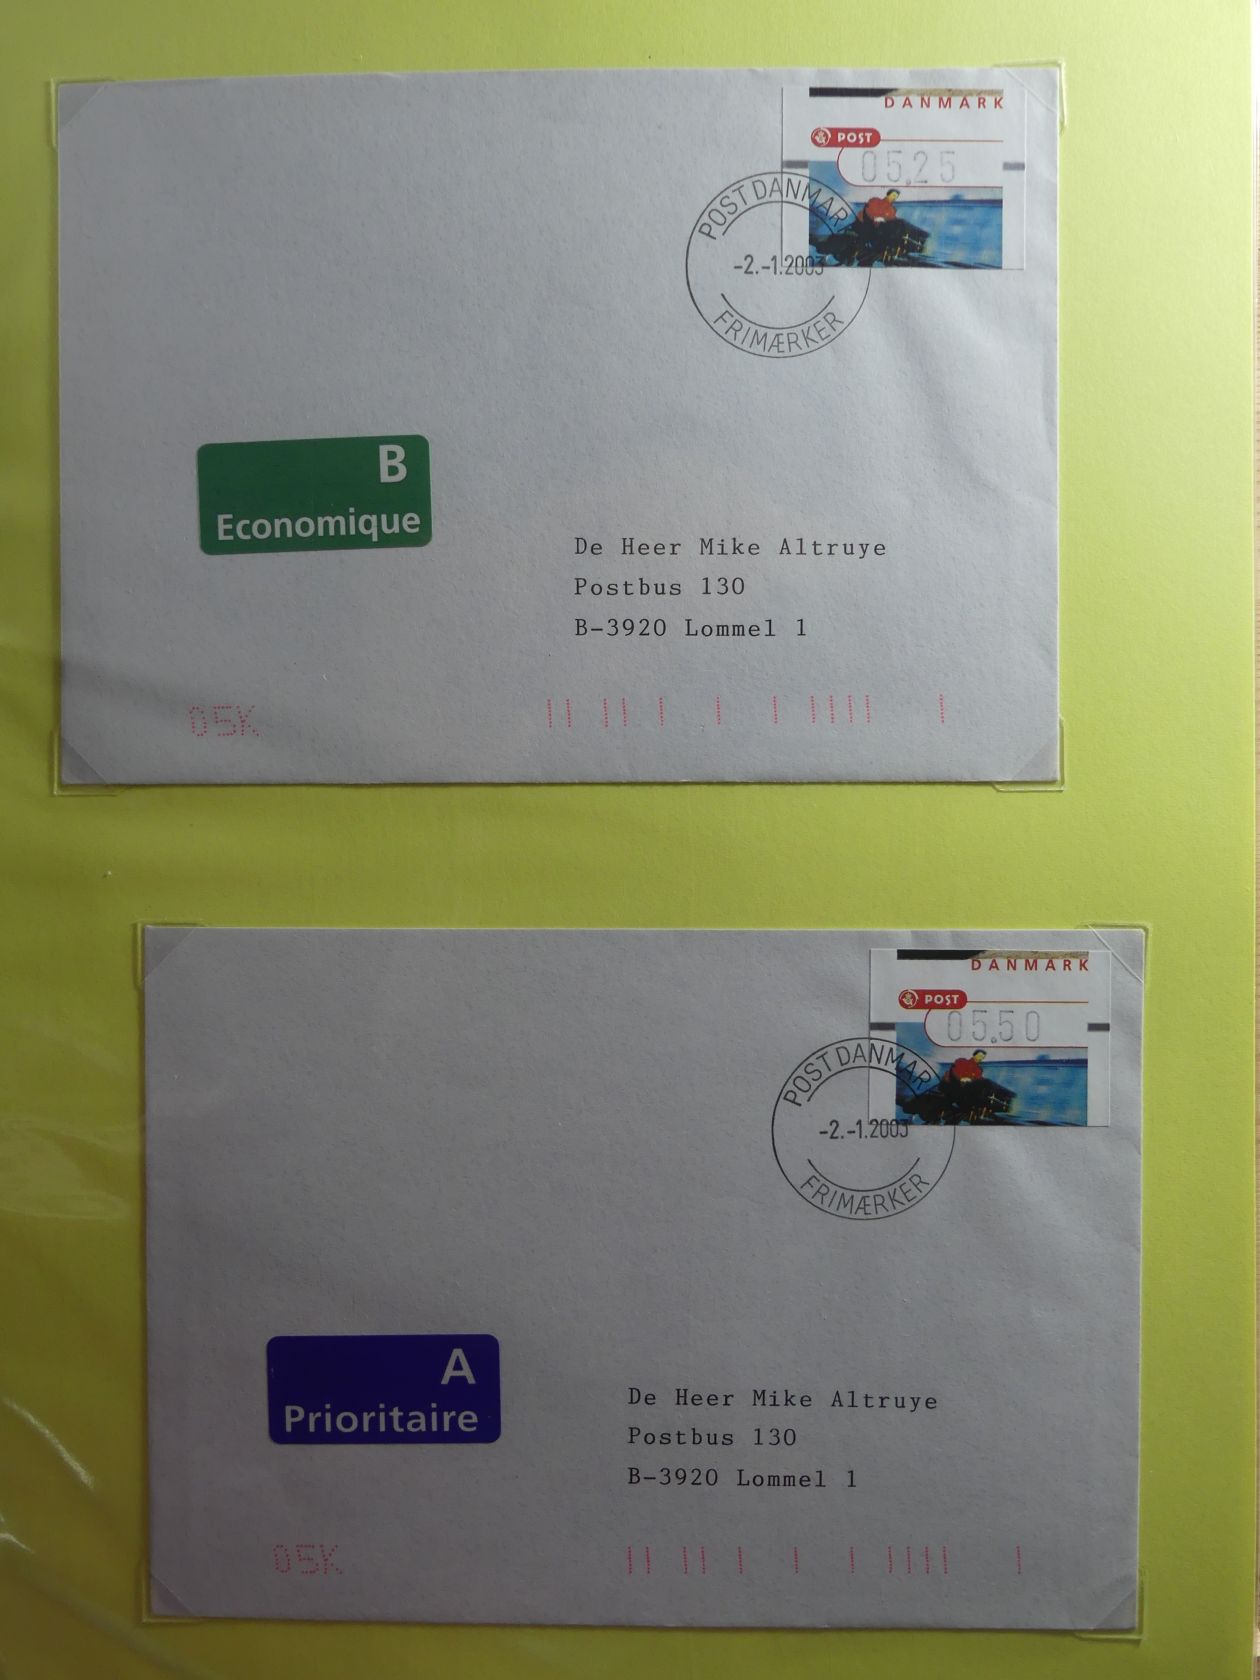 DANMARK
POST
05.25
POST DANMAR
-2.-1.2003
FRIMÆRKER
B
Economique
De Heer Mike Altruye
Postbus 130
B-3920 Lommel 1
05K
DANMARK
POST
05.50
POST DANMARK
-2.-1.2003
FRIMÆRKER
A
Prioritaire
De Heer Mike Altruye
Postbus 130
B-3920 Lommel 1
05K